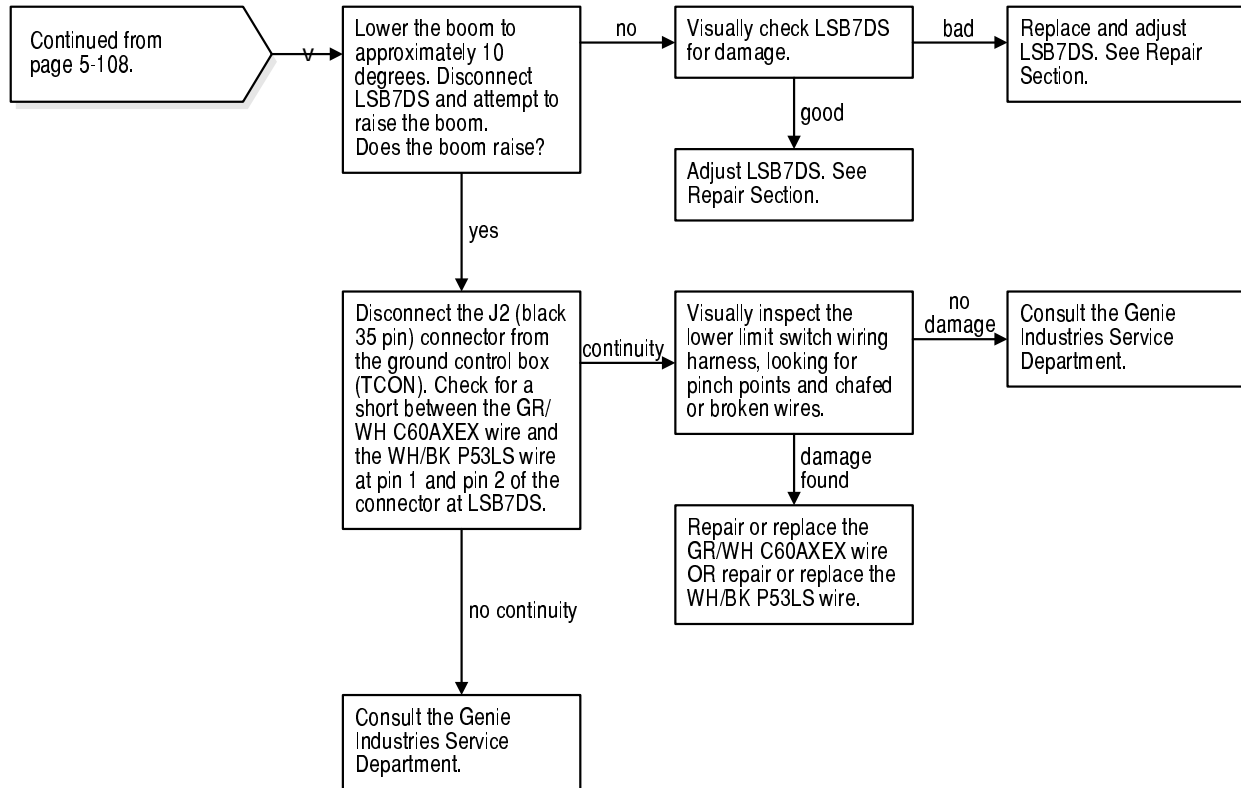 Continued from
page 5-108.
v
Lower the boom to
approximately 10
degrees. Disconnect
LSB7DS and attempt to
raise the boom.
Does the boom raise?
no
Visually check LSB7DS
for damage.
bad
Replace and adjust
LSB7DS. See Repair
Section.
good
Adjust LSB7DS. See
Repair Section.
yes
Disconnect the J2 (black
35 pin) connector from
the ground control box
(TCON). Check for a
short between the GR/
WH C60AXEX wire and
the WH/BK P53LS wire
at pin 1 and pin 2 of the
connector at LSB7DS.
continuity
Visually inspect the
lower limit switch wiring
harness, looking for
pinch points and chafed
or broken wires.
no
damage
Consult the Genie
Industries Service
Department.
damage
found
Repair or replace the
GR/WH C60AXEX wire
OR repair or replace the
WH/BK P53LS wire.
no continuity
Consult the Genie
Industries Service
Department.